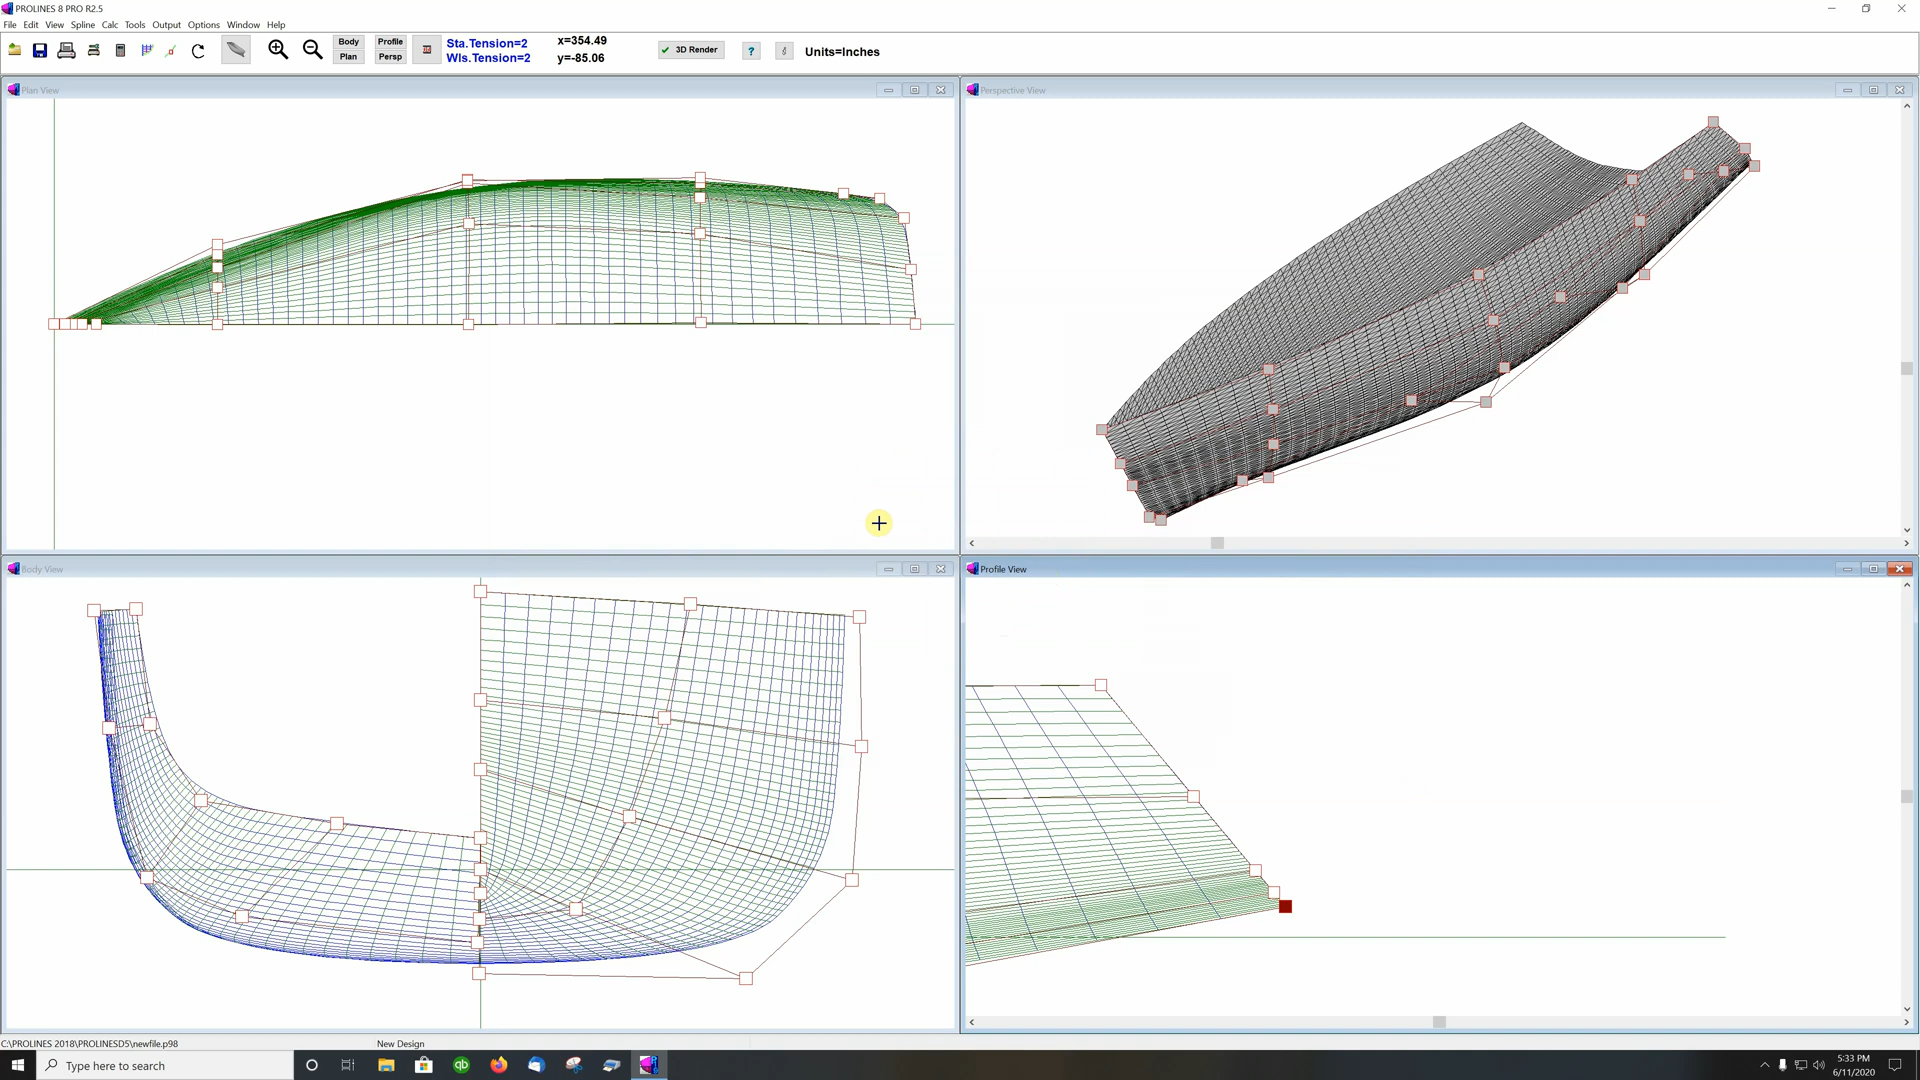 PROLINES 8 PRO R2.5
File Edit View Spline Calc Tools Output Options Window Help
Body Plan
Profile Persp
Sta.Tension=2
Wls.Tension=2
x=354.49
y=-85.06
3D Render
?
Units=Inches
Plan View
Perspective View
Body View
Profile View
C:\PROLINES 2018\PROLINESD5\newfile.p98
New Design
Type here to search
qb
5:33 PM
6/11/2020